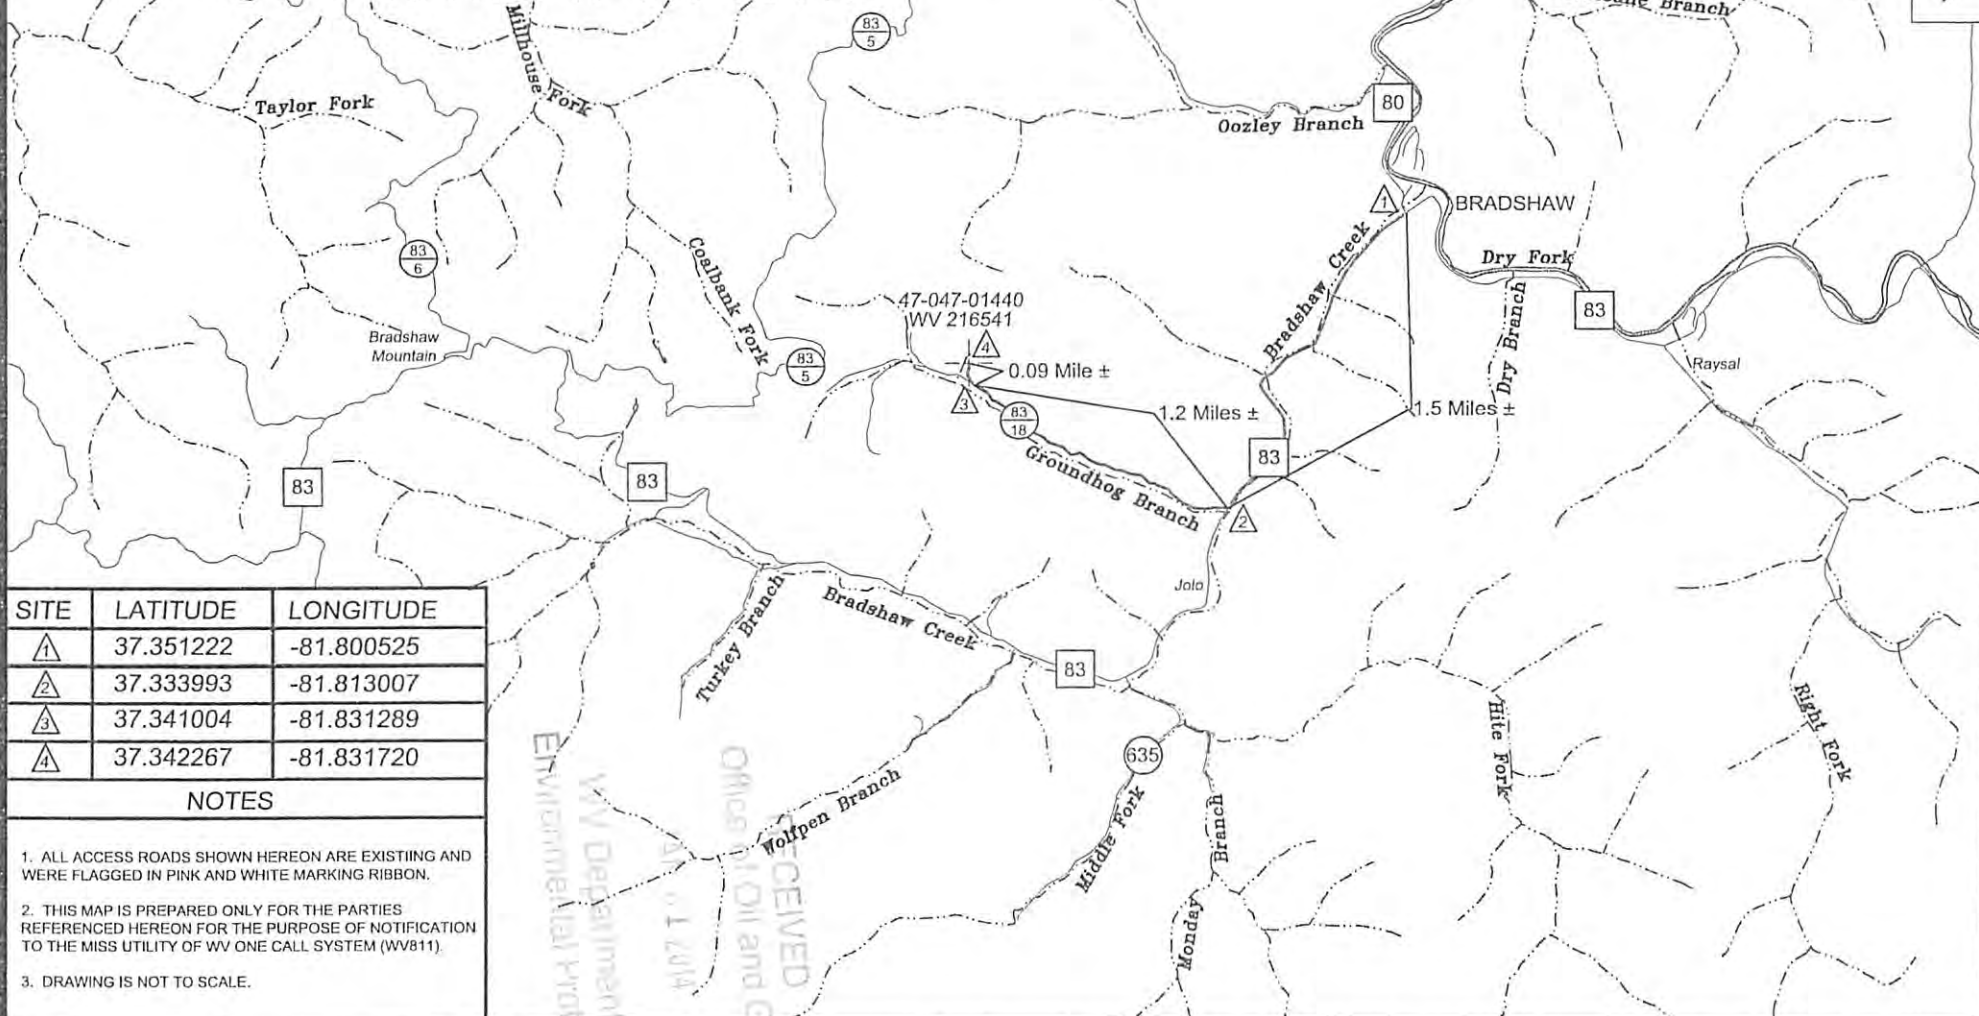 Branch
83
5
Millhouse Fork
Taylor Fork
80
Oozley Branch
BRADSHAW
83
6
Coalbank Fork
Bradshaw Creek
Dry Fork
83
Dry Branch
47-047-01440
WV 216541
Bradshaw
Mountain
4
83
5
0.09 Mile ±
3
83
18
1.2 Miles ±
1.5 Miles ±
Raysal
1
83
83
83
Groundhog Branch
2
Jolo
Turkey Branch
Bradshaw Creek
83
Wolfpen Branch
635
Middle Fork
Monday Branch
Hite Fork
Right Fork
SITE LATITUDE LONGITUDE
1 37.351222 -81.800525
2 37.333993 -81.813007
3 37.341004 -81.831289
4 37.342267 -81.831720
NOTES
1. ALL ACCESS ROADS SHOWN HEREON ARE EXISTIING AND
WERE FLAGGED IN PINK AND WHITE MARKING RIBBON.
2. THIS MAP IS PREPARED ONLY FOR THE PARTIES
REFERENCED HEREON FOR THE PURPOSE OF NOTIFICATION
TO THE MISS UTILITY OF WV ONE CALL SYSTEM (WV811).
3. DRAWING IS NOT TO SCALE.
RECEIVED
Office of Oil and G
2014
WV Department
Environmental Prot